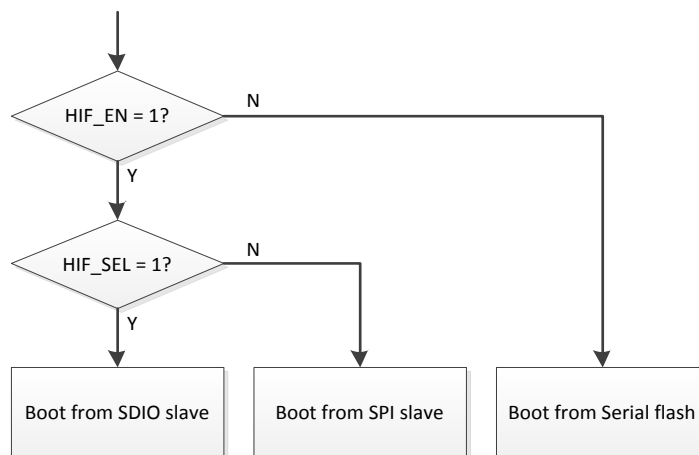 HIF_EN = 1?
N
Y
HIF_SEL = 1?
N
Y
Boot from SDIO slave
Boot from SPI slave
Boot from Serial flash